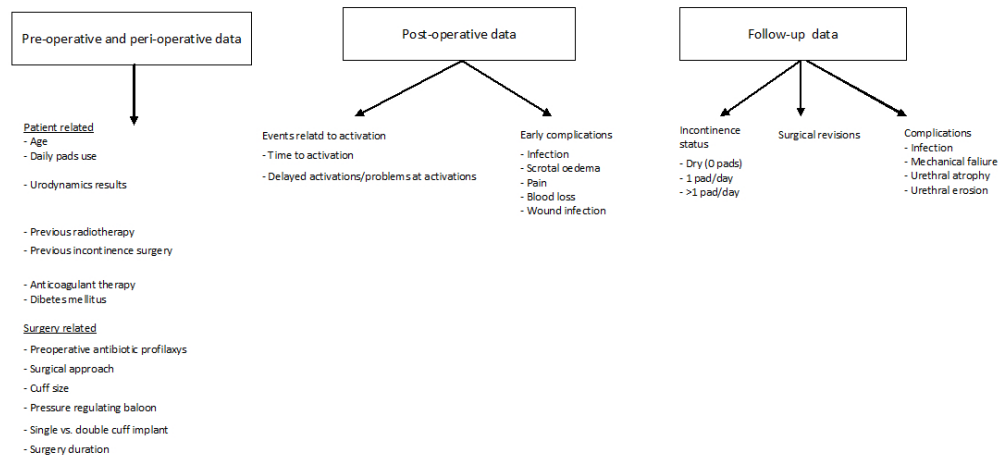 Pre-operative and peri-operative data
Patient related
- Age
- Daily pads use
- Urodynamics results
- Previous radiotherapy
- Previous incontinence surgery
- Anticoagulant therapy
- Dibetes mellitus
Surgery related
- Preoperative antibiotic profilaxys
- Surgical approach
- Cuff size
- Pressure regulating baloon
- Single vs. double cuff implant
- Surgery duration
Post-operative data
Events relatd to activation
- Time to activation
- Delayed activations/problems at activations
Early complications
- Infection
- Scrotal oedema
- Pain
- Blood loss
- Wound infection
Follow-up data
Incontinence
status
- Dry (0 pads)
- 1 pad/day
- >1 pad/day
Surgical revisions
Complications
- Infection
- Mechanical faliure
- Urethral atrophy
- Urethral erosion